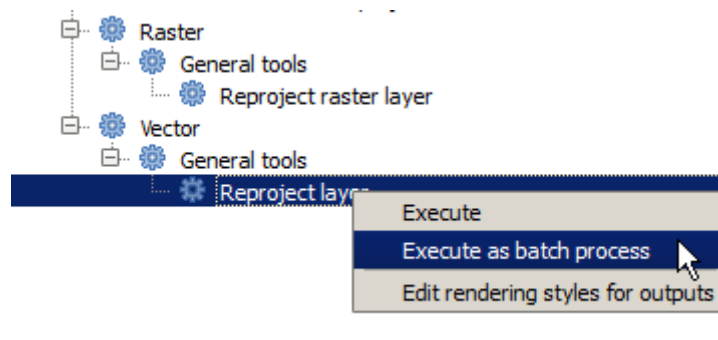 Raster
General tools
Reproject raster layer
Vector
General tools
Reproject layer
Execute
Execute as batch process
Edit rendering styles for outputs